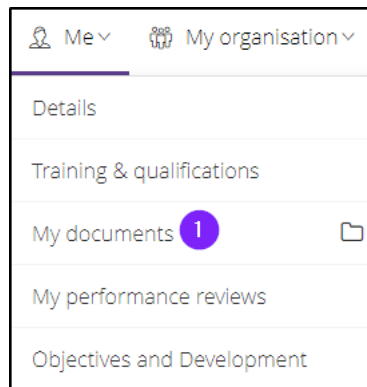 Me My organisation
Details
Training & qualifications
My documents 1
My performance reviews
Objectives and Development